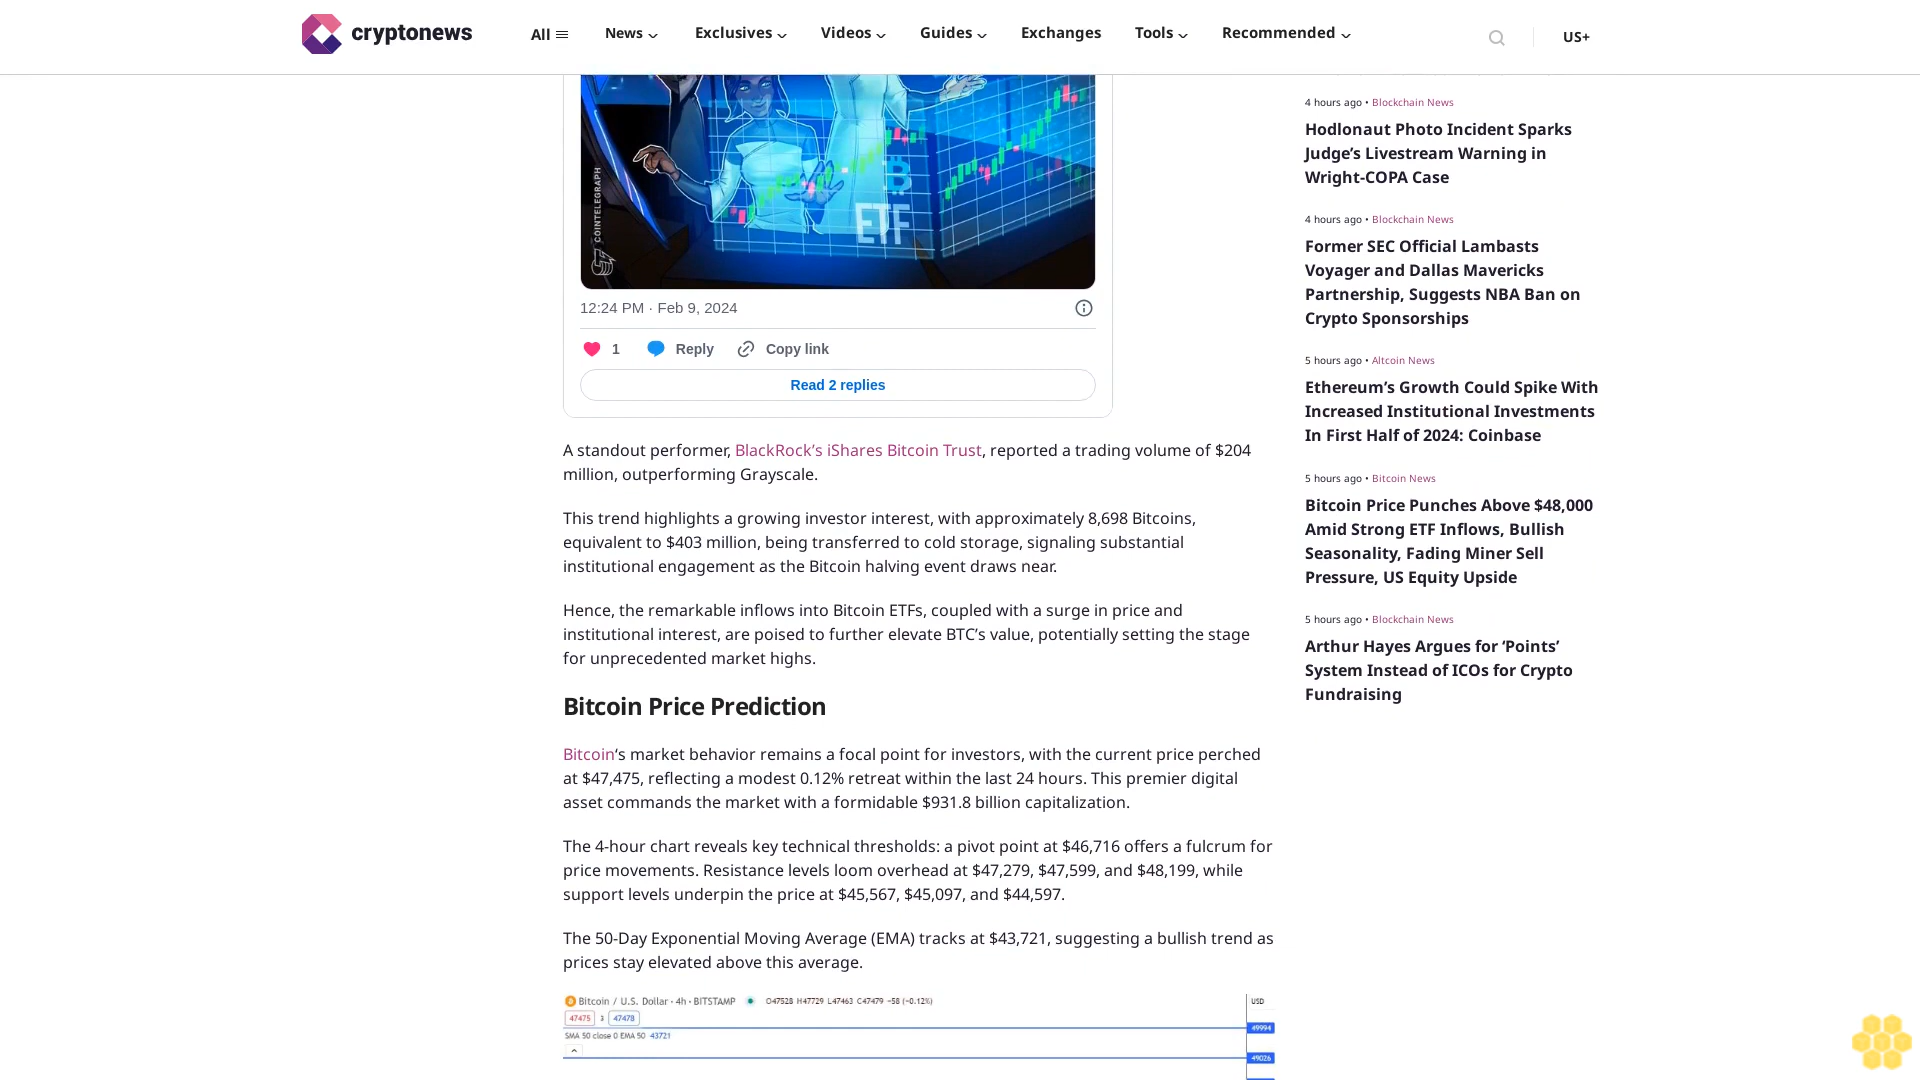 cryptonews
All
News
Exclusives
Videos
Guides
Exchanges
Tools
Recommended
US+
COINTELEGRAPH
B
ETF
12:24 PM · Feb 9, 2024
1
Reply
Copy link
Read 2 replies
A standout performer, BlackRock’s iShares Bitcoin Trust, reported a trading volume of $204
million, outperforming Grayscale.
This trend highlights a growing investor interest, with approximately 8,698 Bitcoins,
equivalent to $403 million, being transferred to cold storage, signaling substantial
institutional engagement as the Bitcoin halving event draws near.
Hence, the remarkable inflows into Bitcoin ETFs, coupled with a surge in price and
institutional interest, are poised to further elevate BTC’s value, potentially setting the stage
for unprecedented market highs.
Bitcoin Price Prediction
Bitcoin‘s market behavior remains a focal point for investors, with the current price perched
at $47,475, reflecting a modest 0.12% retreat within the last 24 hours. This premier digital
asset commands the market with a formidable $931.8 billion capitalization.
The 4-hour chart reveals key technical thresholds: a pivot point at $46,716 offers a fulcrum for
price movements. Resistance levels loom overhead at $47,279, $47,599, and $48,199, while
support levels underpin the price at $45,567, $45,097, and $44,597.
The 50-Day Exponential Moving Average (EMA) tracks at $43,721, suggesting a bullish trend as
prices stay elevated above this average.
Bitcoin / U.S. Dollar · 4h · BITSTAMP O47528 H47729 L47463 C47479 −58 (−0.12%)
USD
47475 3 47478
49994
SMA 50 close 0 EMA 50 43721
49026
4 hours ago • Blockchain News
Hodlonaut Photo Incident Sparks
Judge’s Livestream Warning in
Wright-COPA Case
4 hours ago • Blockchain News
Former SEC Official Lambasts
Voyager and Dallas Mavericks
Partnership, Suggests NBA Ban on
Crypto Sponsorships
5 hours ago • Altcoin News
Ethereum’s Growth Could Spike With
Increased Institutional Investments
In First Half of 2024: Coinbase
5 hours ago • Bitcoin News
Bitcoin Price Punches Above $48,000
Amid Strong ETF Inflows, Bullish
Seasonality, Fading Miner Sell
Pressure, US Equity Upside
5 hours ago • Blockchain News
Arthur Hayes Argues for ‘Points’
System Instead of ICOs for Crypto
Fundraising